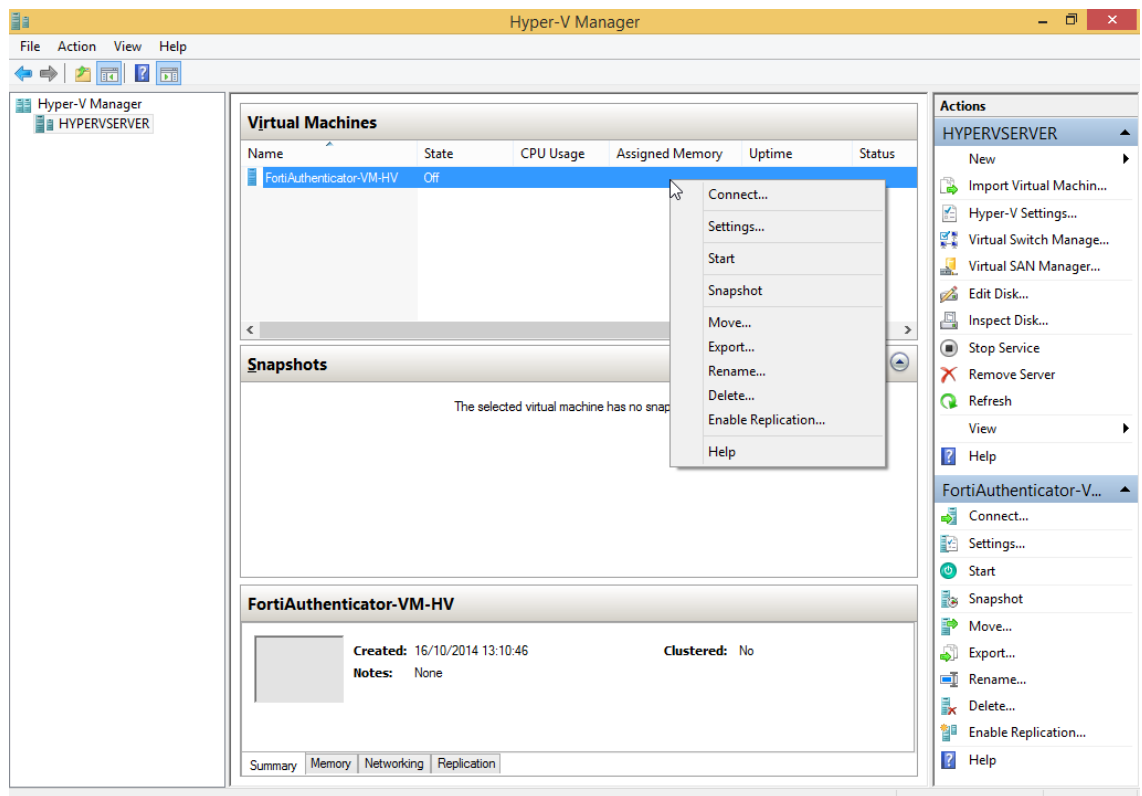 Hyper-V Manager
File Action View Help
Hyper-V Manager
HYPERVSERVER
Virtual Machines
Name State CPU Usage Assigned Memory Uptime Status
FortiAuthenticator-VM-HV Off
Connect...
Settings...
Start
Snapshot
Move...
Export...
Rename...
Delete...
Enable Replication...
Help
Snapshots
The selected virtual machine has no snap
FortiAuthenticator-VM-HV
Created: 16/10/2014 13:10:46 Clustered: No
Notes: None
Summary Memory Networking Replication
Actions
HYPERVSERVER
New
Import Virtual Machin...
Hyper-V Settings...
Virtual Switch Manage...
Virtual SAN Manager...
Edit Disk...
Inspect Disk...
Stop Service
Remove Server
Refresh
View
Help
FortiAuthenticator-V...
Connect...
Settings...
Start
Snapshot
Move...
Export...
Rename...
Delete...
Enable Replication...
Help